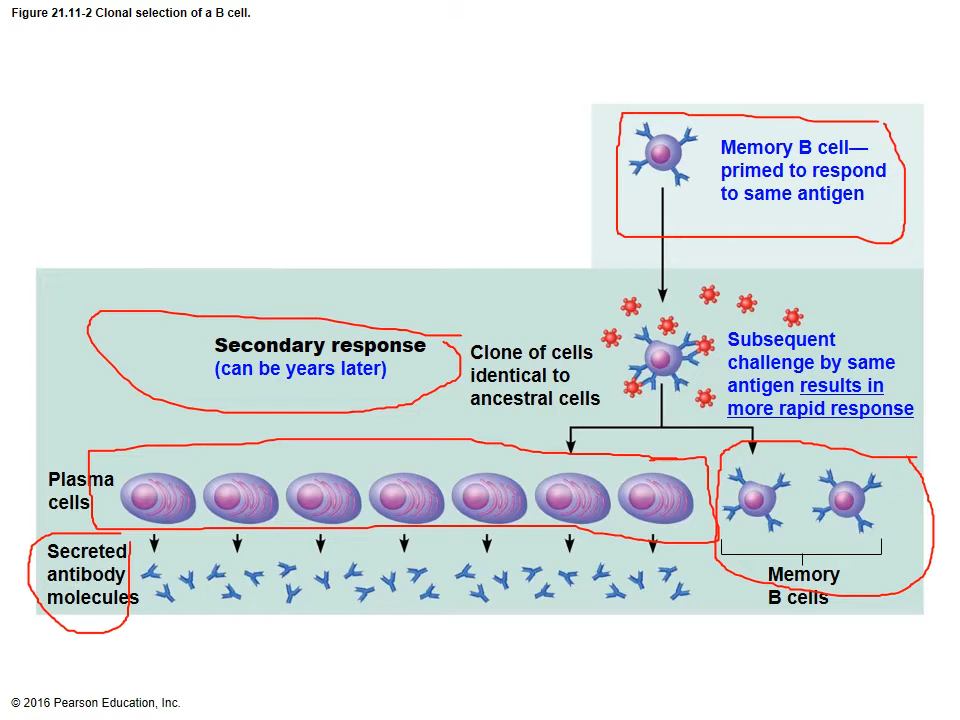 Figure 21.11-2 Clonal selection of a B cell.
Memory B cell—
primed to respond
to same antigen
Secondary response
(can be years later)
Clone of cells
identical to
ancestral cells
Subsequent
challenge by same
antigen results in
more rapid response
Plasma
cells
Secreted
antibody
molecules
Memory
B cells
© 2016 Pearson Education, Inc.